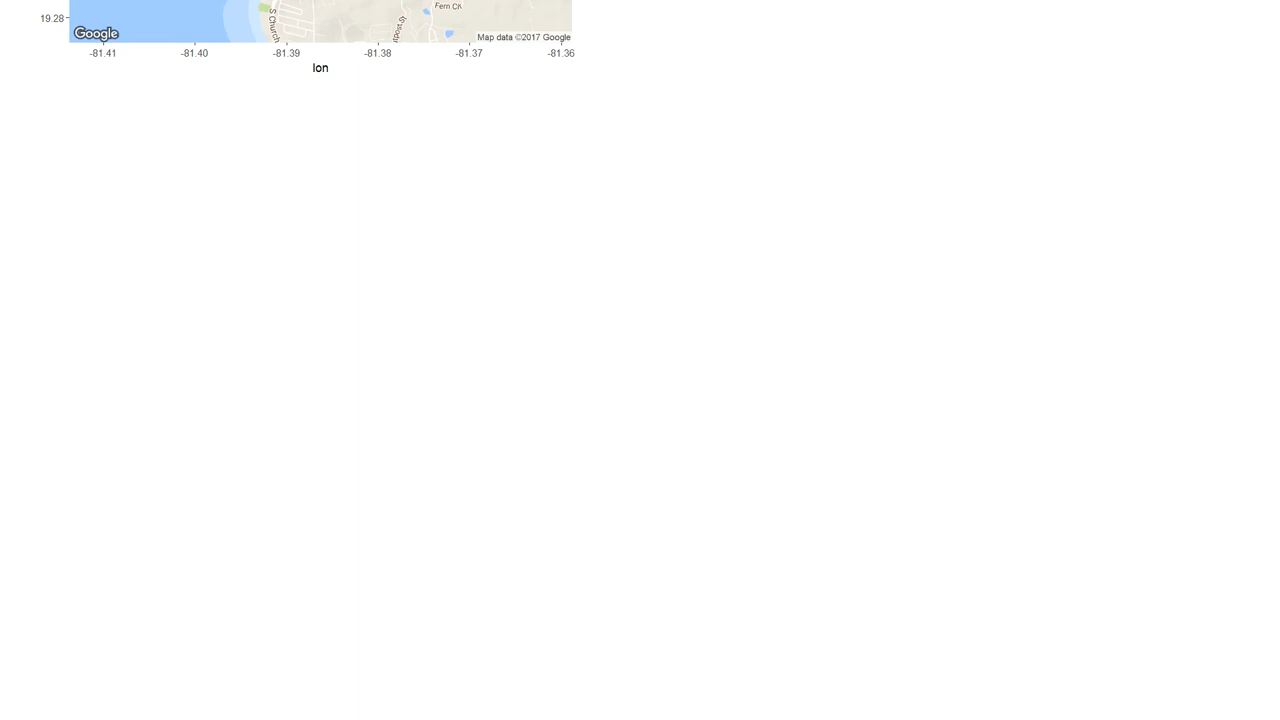 Fern Cir
19.28
S Church
Google
Map data ©2017 Google
-81.41 -81.40 -81.39 -81.38 -81.37 -81.36
lon